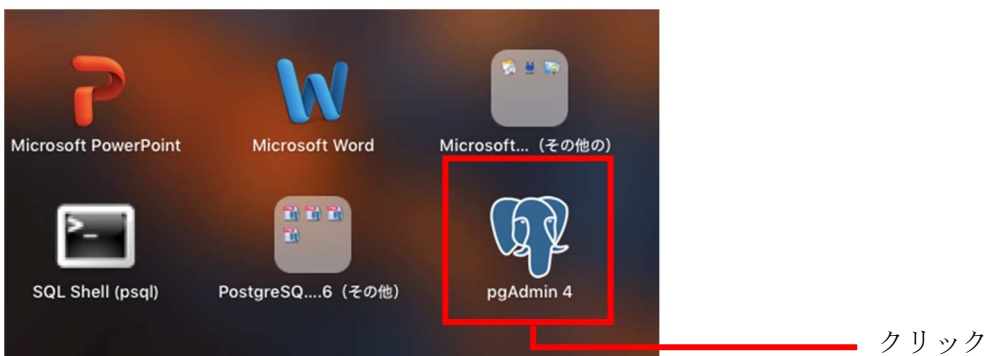 Microsoft PowerPoint
Microsoft Word
Microsoft... (その他の)
SQL Shell (psql)
PostgreSQ....6 (その他)
pgAdmin 4
クリック